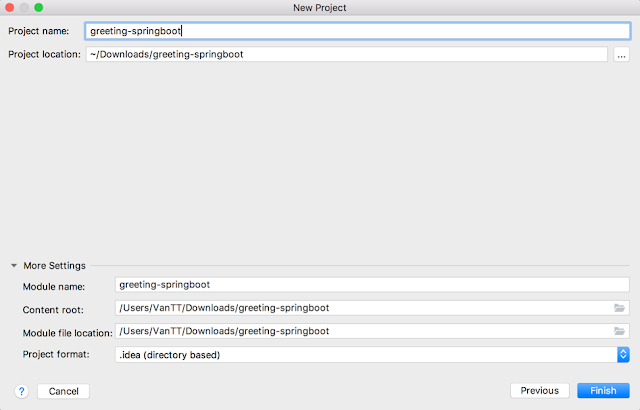 New Project
Project name: greeting-springboot
Project location: ~/Downloads/greeting-springboot ...
More Settings
Module name: greeting-springboot
Content root: /Users/VanTT/Downloads/greeting-springboot
Module file location: /Users/VanTT/Downloads/greeting-springboot
Project format: .idea (directory based)
? Cancel Previous Finish